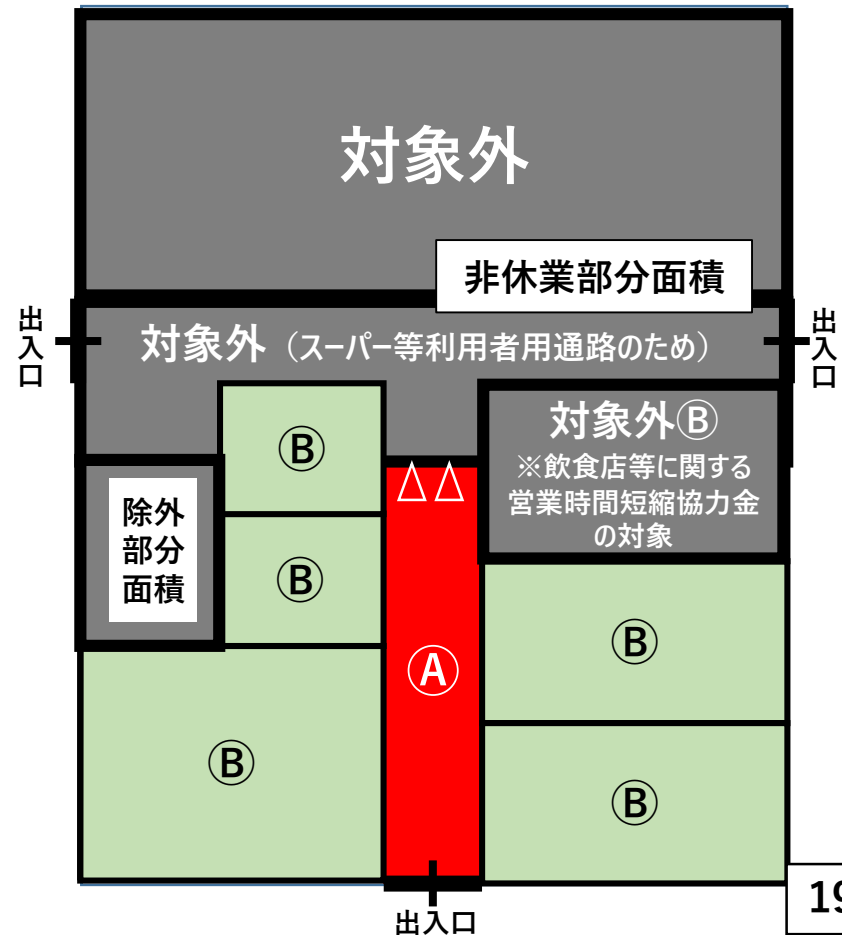 対象外
非休業部分面積
出入口
対象外（スーパー等利用者用通路のため）
出入口
Ⓑ
対象外Ⓑ
※飲食店等に関する
営業時間短縮協力金
の対象
除外
部分
面積
Ⓑ
Ⓐ
Ⓑ
Ⓑ
Ⓑ
出入口
19